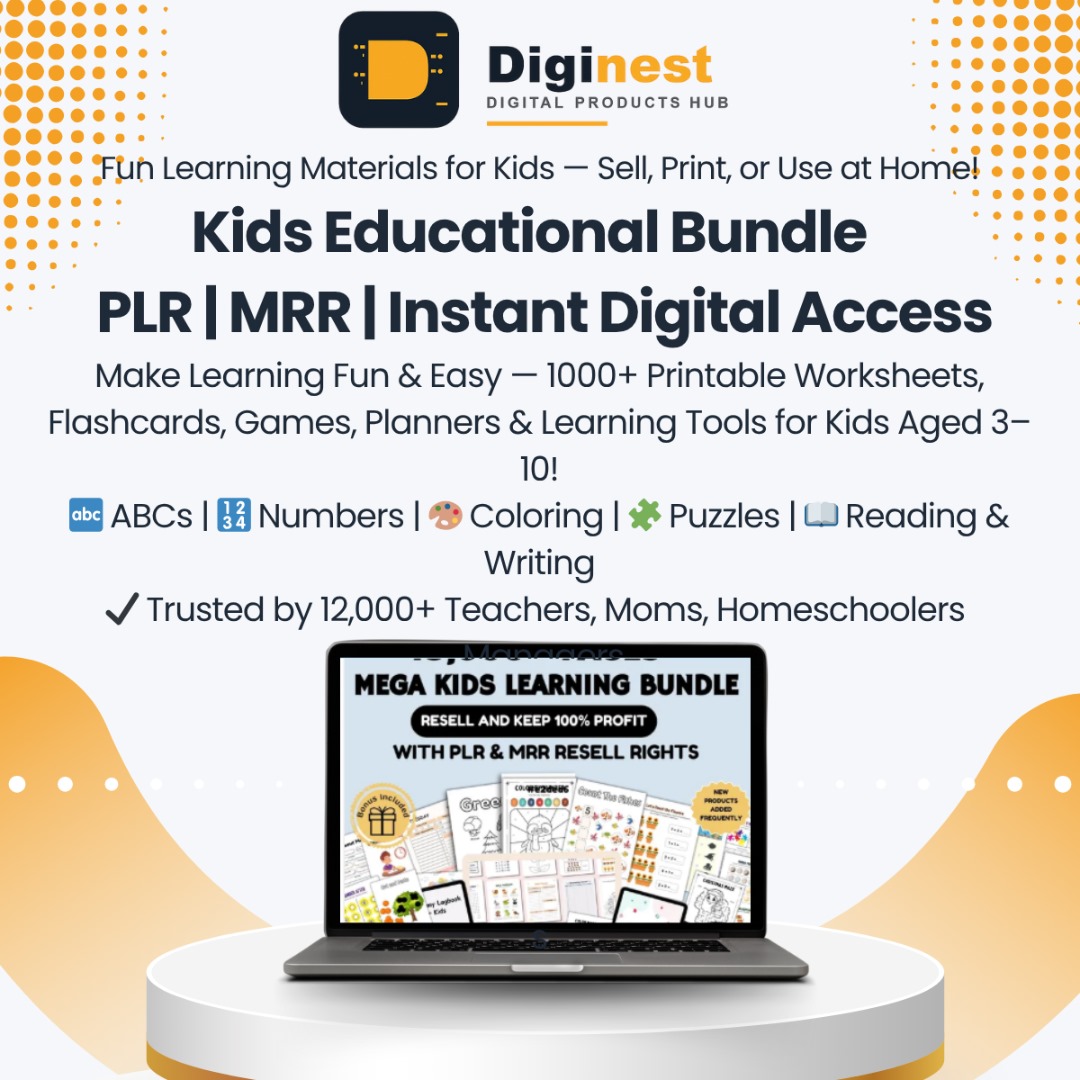 Diginest
DIGITAL PRODUCTS HUB
Fun Learning Materials for Kids — Sell, Print, or Use at Home!
Kids Educational Bundle
PLR | MRR | Instant Digital Access
Make Learning Fun & Easy — 1000+ Printable Worksheets,
Flashcards, Games, Planners & Learning Tools for Kids Aged 3–
10!
🔤 ABCs | 🔢 Numbers | 🎨 Coloring | 🧩 Puzzles | 📖 Reading &
Writing
✔ Trusted by 12,000+ Teachers, Moms, Homeschoolers
Managers
MEGA KIDS LEARNING BUNDLE
RESELL AND KEEP 100% PROFIT
WITH PLR & MRR RESELL RIGHTS
Bonus Included
NEW
PRODUCTS
ADDED
FREQUENTLY
Count The Fishes
Kids